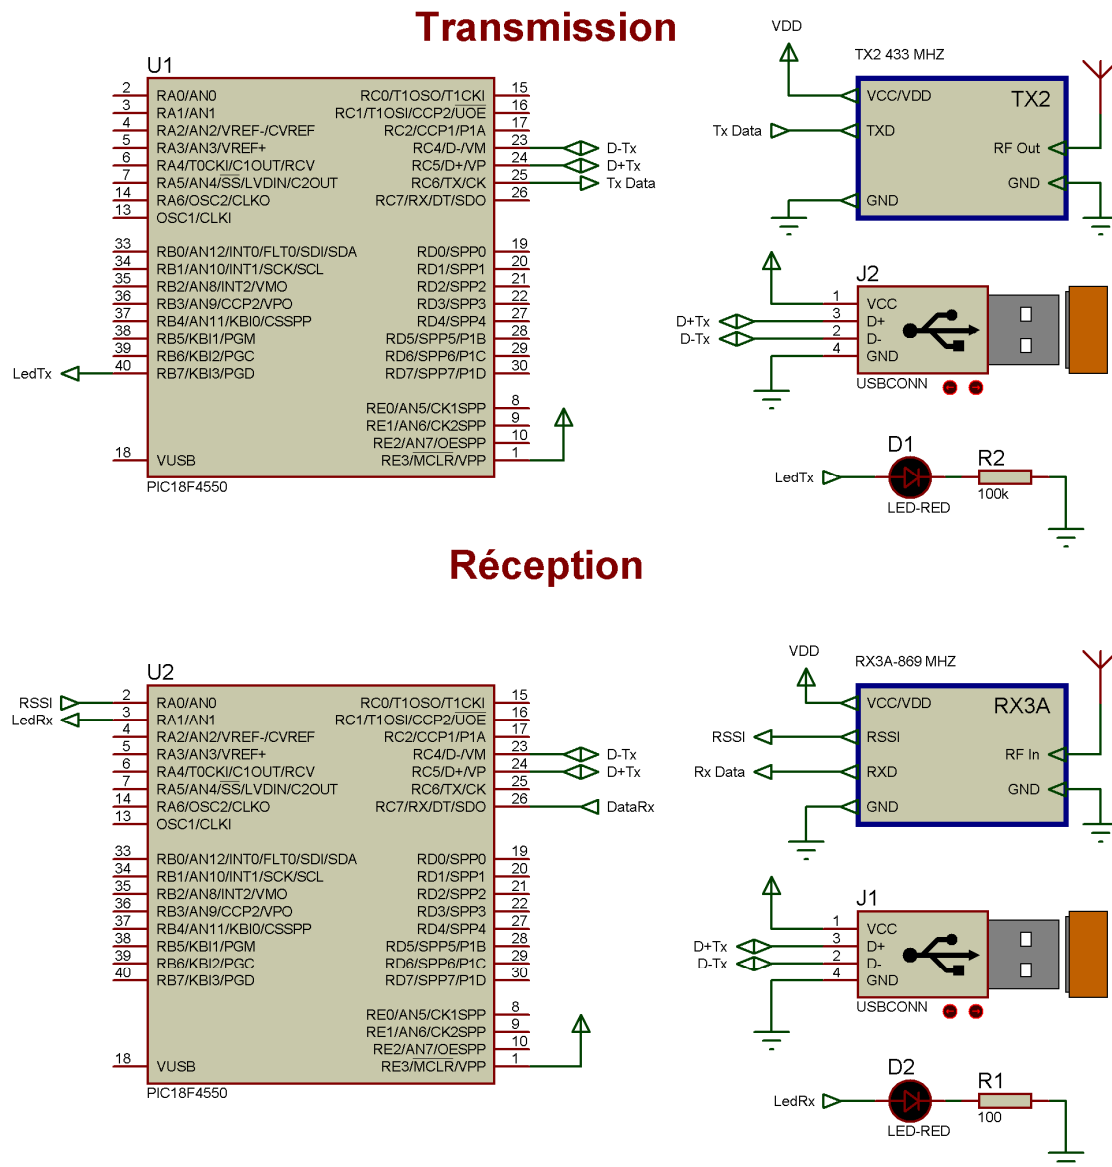 Transmission
U1
2 RA0/AN0 RC0/T1OSO/T1CKI 15
3 RA1/AN1 RC1/T1OSI/CCP2/UOE 16
4 RA2/AN2/VREF-/CVREF RC2/CCP1/P1A 17
5 RA3/AN3/VREF+ RC4/D-/VM 23 D-Tx
6 RA4/T0CKI/C1OUT/RCV RC5/D+/VP 24 D+Tx
7 RA5/AN4/SS/LVDIN/C2OUT RC6/TX/CK 25 Tx Data
14 RA6/OSC2/CLKO RC7/RX/DT/SDO 26
13 OSC1/CLKI
33 RB0/AN12/INT0/FLT0/SDI/SDA RD0/SPP0 19
34 RB1/AN10/INT1/SCK/SCL RD1/SPP1 20
35 RB2/AN8/INT2/VMO RD2/SPP2 21
36 RB3/AN9/CCP2/VPO RD3/SPP3 22
37 RB4/AN11/KBI0/CSSPP RD4/SPP4 27
38 RB5/KBI1/PGM RD5/SPP5/P1B 28
39 RB6/KBI2/PGC RD6/SPP6/P1C 29
LedTx 40 RB7/KBI3/PGD RD7/SPP7/P1D 30
RE0/AN5/CK1SPP 8
RE1/AN6/CK2SPP 9
RE2/AN7/OESPP 10
18 VUSB RE3/MCLR/VPP 1
PIC18F4550
VDD
TX2 433 MHZ
VCC/VDD TX2
Tx Data TXD
RF Out
GND
GND
J2
1 VCC
D+Tx 3 D+
D-Tx 2 D-
4 GND
USBCONN
D1
R2
LedTx
100k
LED-RED
Réception
U2
RSSI 2 RA0/AN0 RC0/T1OSO/T1CKI 15
LedRx 3 RA1/AN1 RC1/T1OSI/CCP2/UOE 16
4 RA2/AN2/VREF-/CVREF RC2/CCP1/P1A 17
5 RA3/AN3/VREF+ RC4/D-/VM 23 D-Tx
6 RA4/T0CKI/C1OUT/RCV RC5/D+/VP 24 D+Tx
7 RA5/AN4/SS/LVDIN/C2OUT RC6/TX/CK 25
14 RA6/OSC2/CLKO RC7/RX/DT/SDO 26 DataRx
13 OSC1/CLKI
33 RB0/AN12/INT0/FLT0/SDI/SDA RD0/SPP0 19
34 RB1/AN10/INT1/SCK/SCL RD1/SPP1 20
35 RB2/AN8/INT2/VMO RD2/SPP2 21
36 RB3/AN9/CCP2/VPO RD3/SPP3 22
37 RB4/AN11/KBI0/CSSPP RD4/SPP4 27
38 RB5/KBI1/PGM RD5/SPP5/P1B 28
39 RB6/KBI2/PGC RD6/SPP6/P1C 29
40 RB7/KBI3/PGD RD7/SPP7/P1D 30
RE0/AN5/CK1SPP 8
RE1/AN6/CK2SPP 9
RE2/AN7/OESPP 10
18 VUSB RE3/MCLR/VPP 1
PIC18F4550
VDD
RX3A-869 MHZ
VCC/VDD RX3A
RSSI RSSI
RF In
Rx Data RXD
GND
GND
J1
1 VCC
D+Tx 3 D+
D-Tx 2 D-
4 GND
USBCONN
D2
R1
LedRx
100
LED-RED